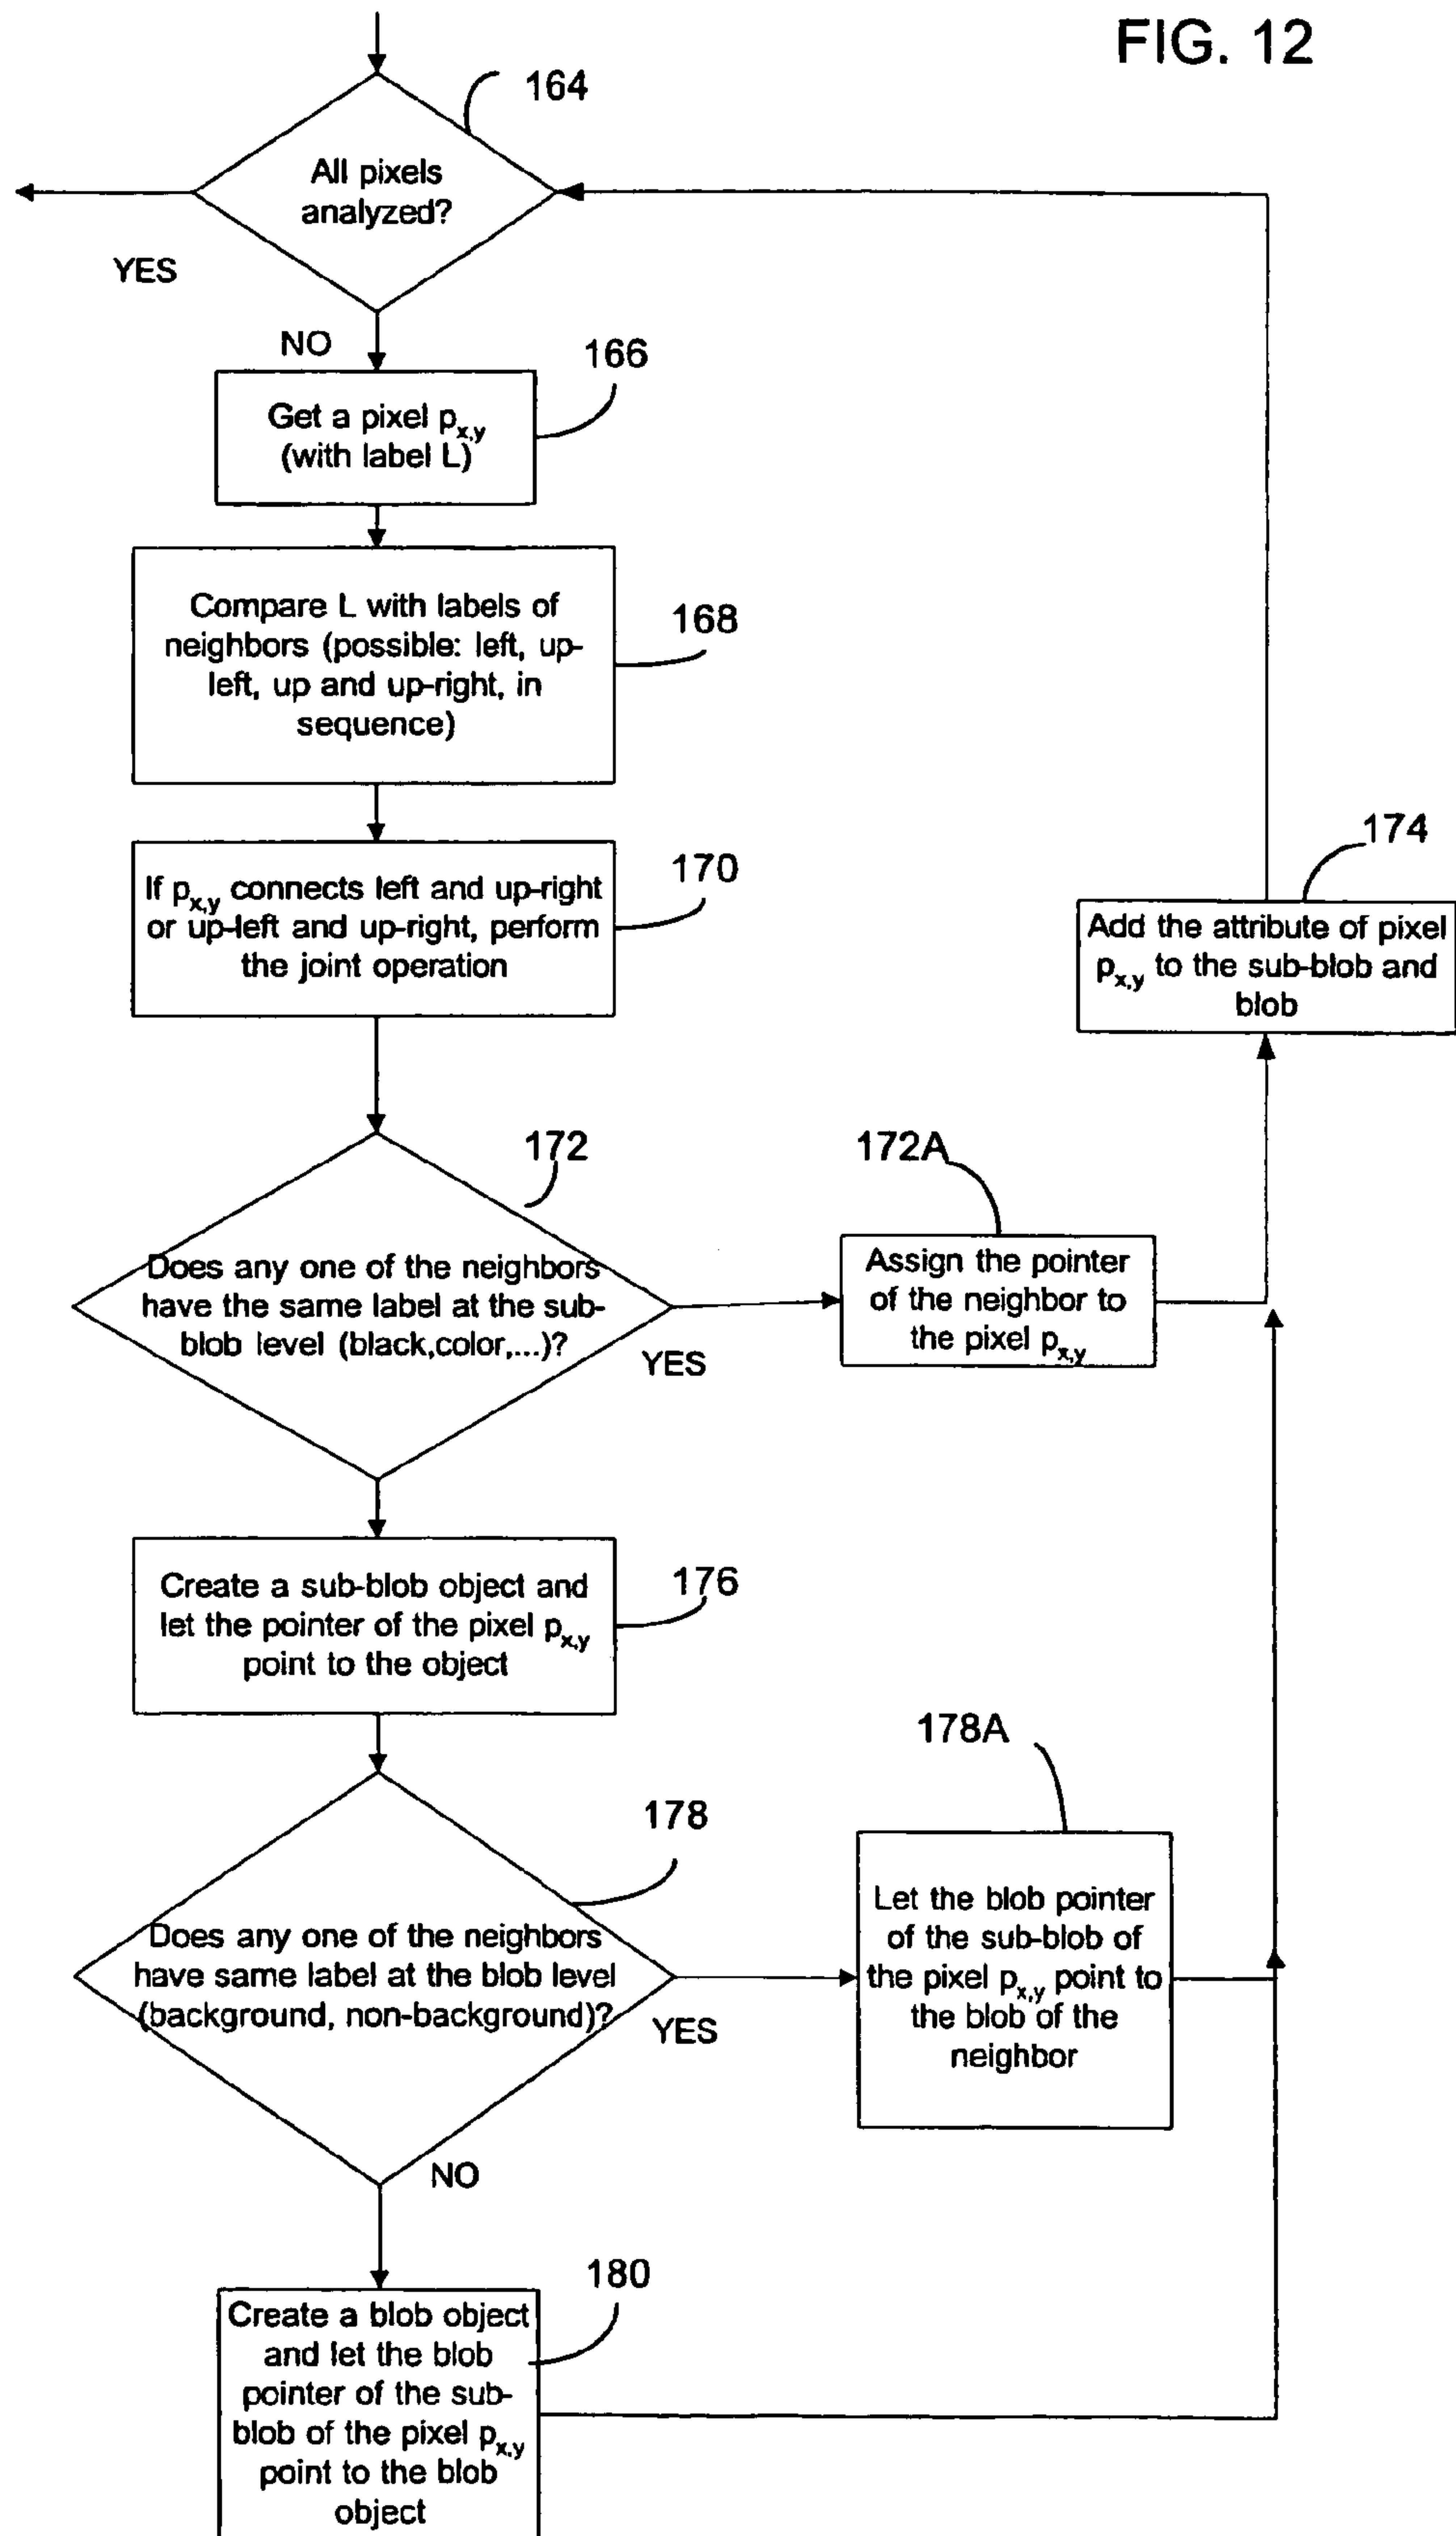 FIG. 12
164
All pixels
analyzed?
YES
NO
166
Get a pixel px,y
(with label L)
168
Compare L with labels of
neighbors (possible: left, up-
left, up and up-right, in
sequence)
170
If px,y connects left and up-right
or up-left and up-right, perform
the joint operation
174
Add the attribute of pixel
px,y to the sub-blob and
blob
172
Does any one of the neighbors
have the same label at the sub-
blob level (black,color,...)?
YES
172A
Assign the pointer
of the neighbor to
the pixel px,y
176
Create a sub-blob object and
let the pointer of the pixel px,y
point to the object
178
Does any one of the neighbors
have same label at the blob level
(background, non-background)?
YES
NO
178A
Let the blob pointer
of the sub-blob of
the pixel px,y point to
the blob of the
neighbor
180
Create a blob object
and let the blob
pointer of the sub-
blob of the pixel px,y
point to the blob
object